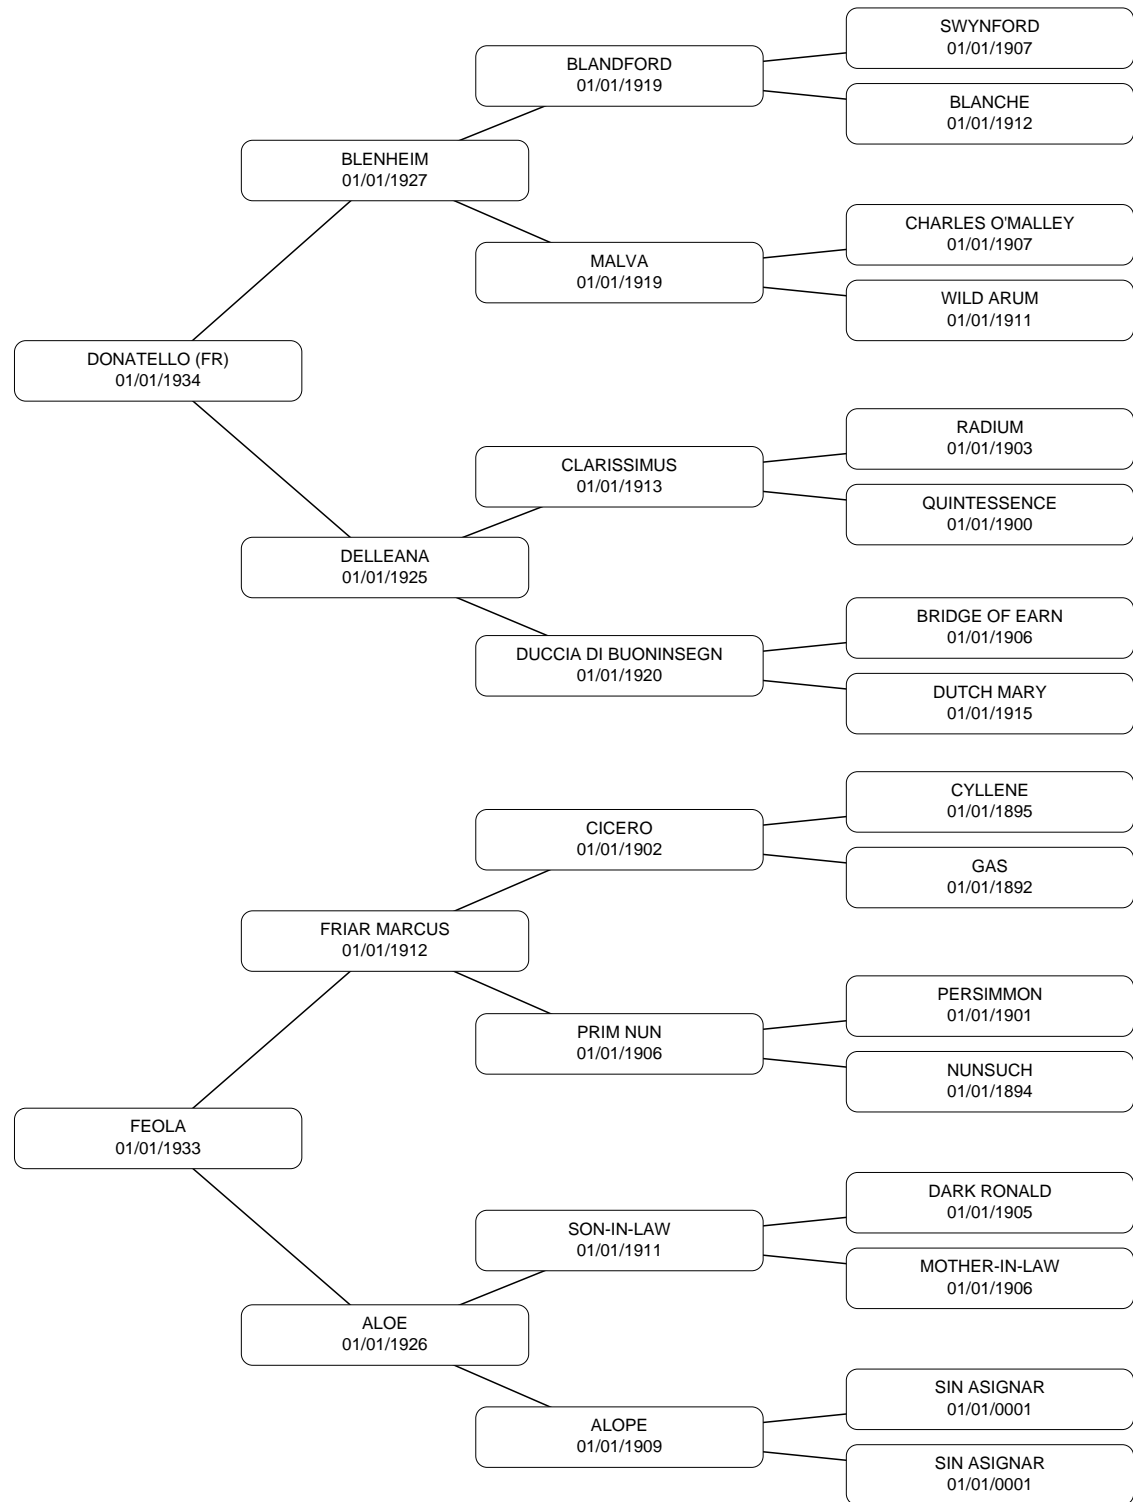 SWYNFORD
01/01/1907
BLANDFORD
01/01/1919
BLANCHE
01/01/1912
BLENHEIM
01/01/1927
CHARLES O'MALLEY
01/01/1907
MALVA
01/01/1919
WILD ARUM
01/01/1911
DONATELLO (FR)
01/01/1934
RADIUM
01/01/1903
CLARISSIMUS
01/01/1913
QUINTESSENCE
01/01/1900
DELLEANA
01/01/1925
BRIDGE OF EARN
01/01/1906
DUCCIA DI BUONINSEGN
01/01/1920
DUTCH MARY
01/01/1915
CYLLENE
01/01/1895
CICERO
01/01/1902
GAS
01/01/1892
FRIAR MARCUS
01/01/1912
PERSIMMON
01/01/1901
PRIM NUN
01/01/1906
NUNSUCH
01/01/1894
FEOLA
01/01/1933
DARK RONALD
01/01/1905
SON-IN-LAW
01/01/1911
MOTHER-IN-LAW
01/01/1906
ALOE
01/01/1926
SIN ASIGNAR
01/01/0001
ALOPE
01/01/1909
SIN ASIGNAR
01/01/0001